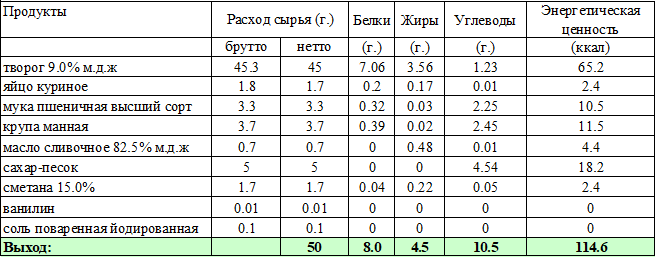 Продукты Расход сырья (г.) Белки Жиры Углеводы Энергетическая ценность
брутто нетто (г.) (г.) (г.) (ккал)
творог 9.0% м.д.ж 45.3 45 7.06 3.56 1.23 65.2
яйцо куриное 1.8 1.7 0.2 0.17 0.01 2.4
мука пшеничная высший сорт 3.3 3.3 0.32 0.03 2.25 10.5
крупа манная 3.7 3.7 0.39 0.02 2.45 11.5
масло сливочное 82.5% м.д.ж 0.7 0.7 0 0.48 0.01 4.4
сахар-песок 5 5 0 0 4.54 18.2
сметана 15.0% 1.7 1.7 0.04 0.22 0.05 2.4
ванилин 0.01 0.01 0 0 0 0
соль поваренная йодированная 0.1 0.1 0 0 0 0
Выход: 50 8.0 4.5 10.5 114.6